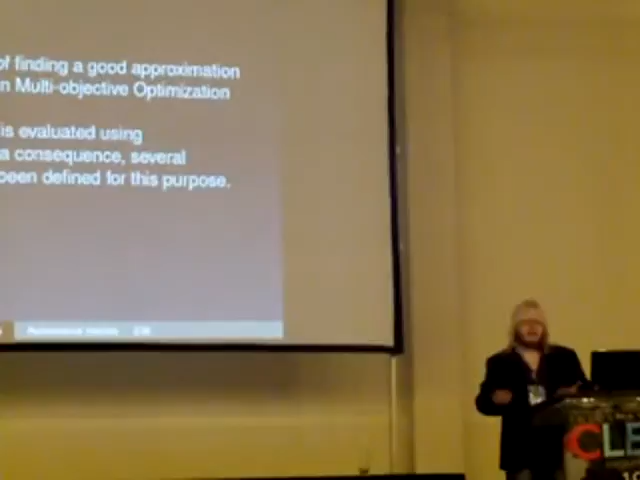 of finding a good approximation
n Multi-objective Optimization
is evaluated using
a consequence, several
been defined for this purpose.
CLE